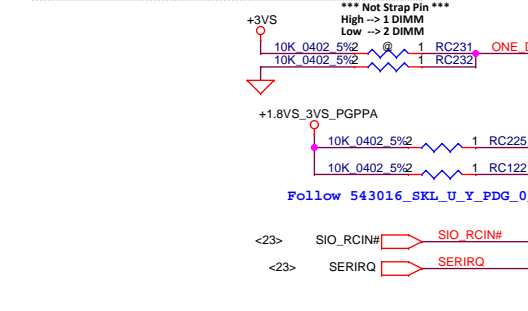 *** Not Strap Pin ***
+3VS
High --> 1 DIMM
Low --> 2 DIMM
10K_0402_5% 2 @ 1 RC231
10K_0402_5% 2 1 RC232
+1.8VS_3VS_PGPPA
10K_0402_5% 2 1 RC225
10K_0402_5% 2 1 RC122
Follow 543016_SKL_U_Y_PDG_0
<23> SIO_RCIN# SIO_RCIN#
<23> SERIRQ SERIRQ